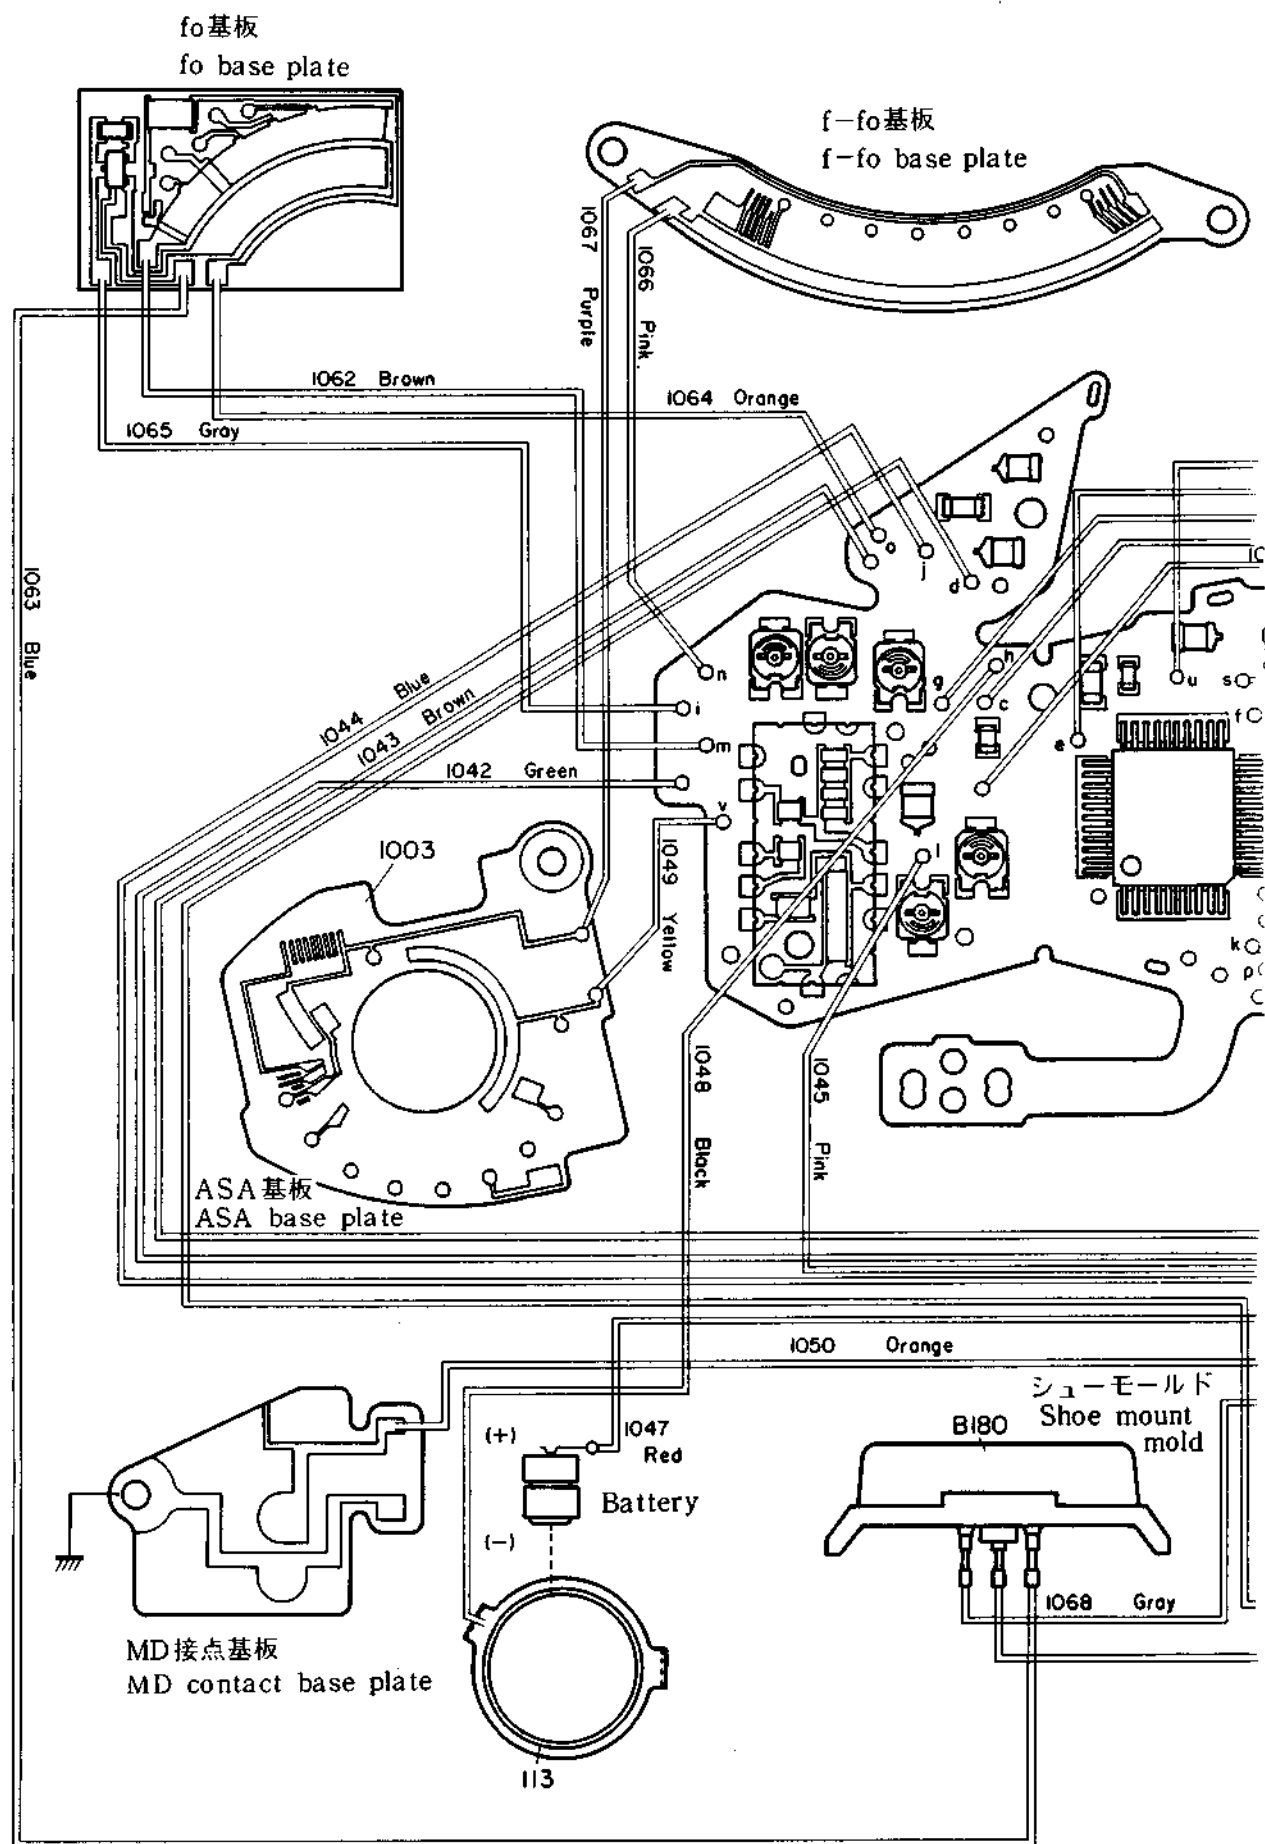 fo基板
fo base plate
f-fo基板
f-fo base plate
1067 Purple
1066 Pink
1062 Brown
1064 Orange
1065 Gray
1063 Blue
o
j
d
n
i
m
v
g
h
c
e
u
s
f
l
k
p
1044 Blue
1043 Brown
1042 Green
1003
1049 Yellow
1048 Black
1045 Pink
ASA基板
ASA base plate
1050 Orange
シューモールド
Shoe mount
mold
B180
(+)
1047
Red
Battery
(-)
1068 Gray
MD接点基板
MD contact base plate
113